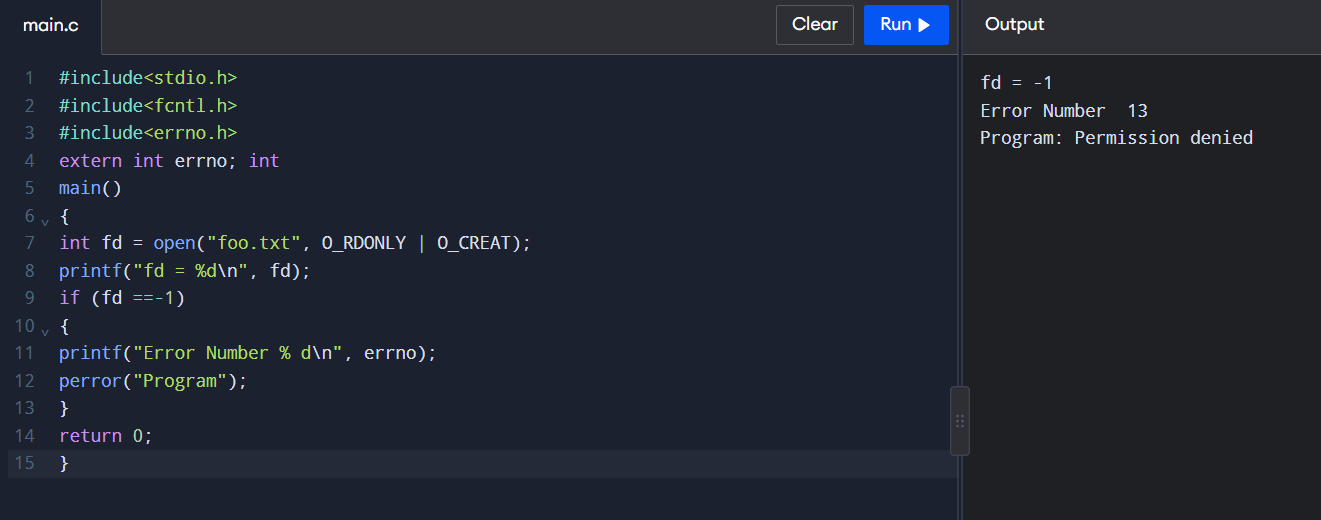 main.c
Clear
Run
Output
1 #include<stdio.h>
2 #include<fcntl.h>
3 #include<errno.h>
4 extern int errno; int
5 main()
6 {
7 int fd = open("foo.txt", O_RDONLY | O_CREAT);
8 printf("fd = %d\n", fd);
9 if (fd ==-1)
10 {
11 printf("Error Number % d\n", errno);
12 perror("Program");
13 }
14 return 0;
15 }
fd = -1
Error Number  13
Program: Permission denied